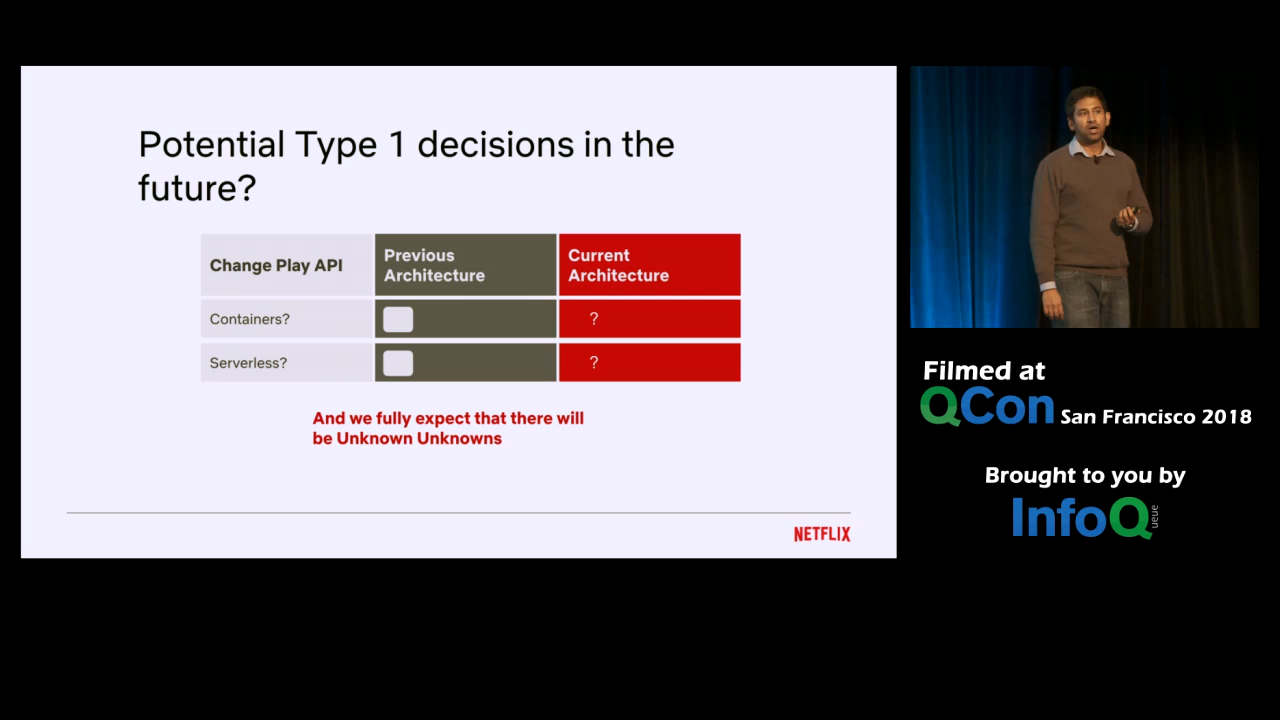 Potential Type 1 decisions in the
future?
Change Play API
Previous
Architecture
Current
Architecture
Containers?
?
Serverless?
?
And we fully expect that there will
be Unknown Unknowns
NETFLIX
Filmed at
QCon San Francisco 2018
Brought to you by
InfoQ
ueue